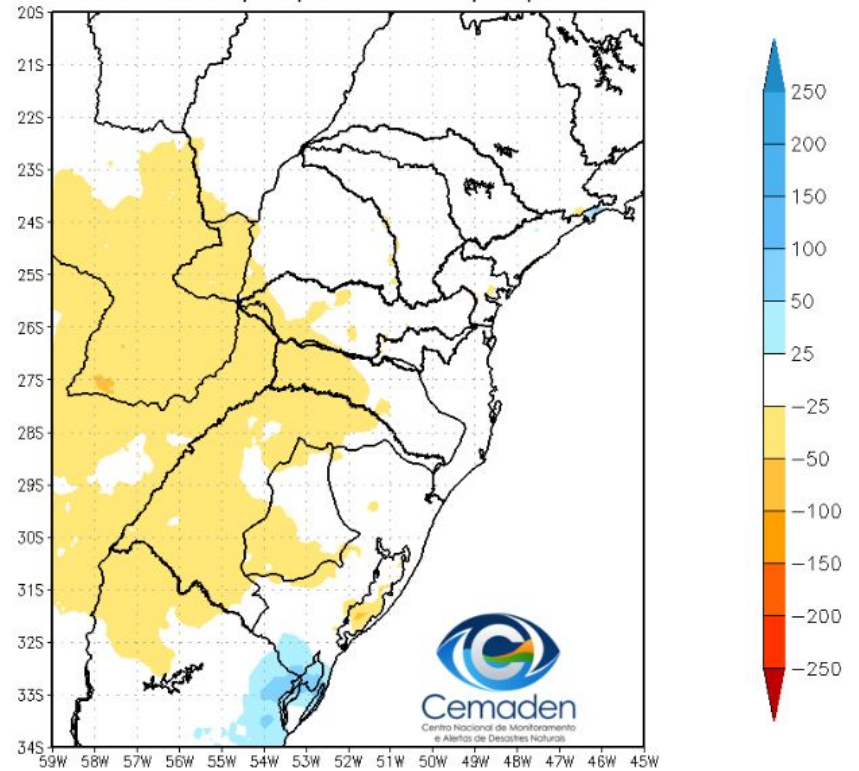 20S
21S
22S
23S
24S
25S
26S
27S
28S
29S
30S
31S
32S
33S
34S
59W 58W 57W 56W 55W 54W 53W 52W 51W 50W 49W 48W 47W 46W 45W
250
200
150
100
50
25
−25
−50
−100
−150
−200
−250
Cemaden
Centro Nacional de Monitoramento
e Alertas de Desastres Naturais